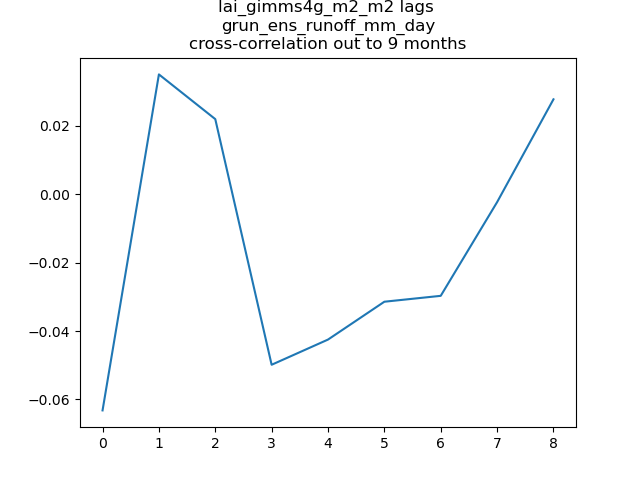 lai_gimms4g_m2_m2 lags
grun_ens_runoff_mm_day
cross-correlation out to 9 months
0.02
0.00
−0.02
−0.04
−0.06
0 1 2 3 4 5 6 7 8